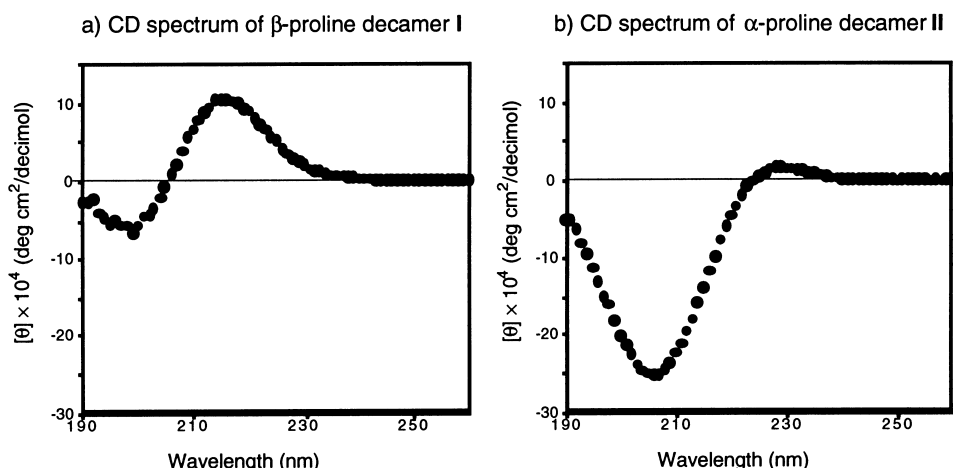 a) CD spectrum of β-proline decamer I
b) CD spectrum of α-proline decamer II
[θ] × 10⁴ (deg cm²/decimol)
10
0
-10
-20
-30
190 210 230 250
Wavelength (nm)
[θ] × 10⁴ (deg cm²/decimol)
10
0
-10
-20
-30
190 210 230 250
Wavelength (nm)